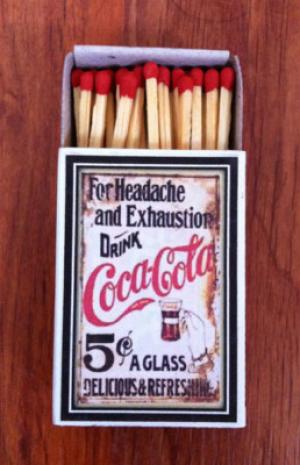 For Headache
and Exhaustion
DRINK
Coca-Cola
5¢ A GLASS
DELICIOUS & REFRESHING